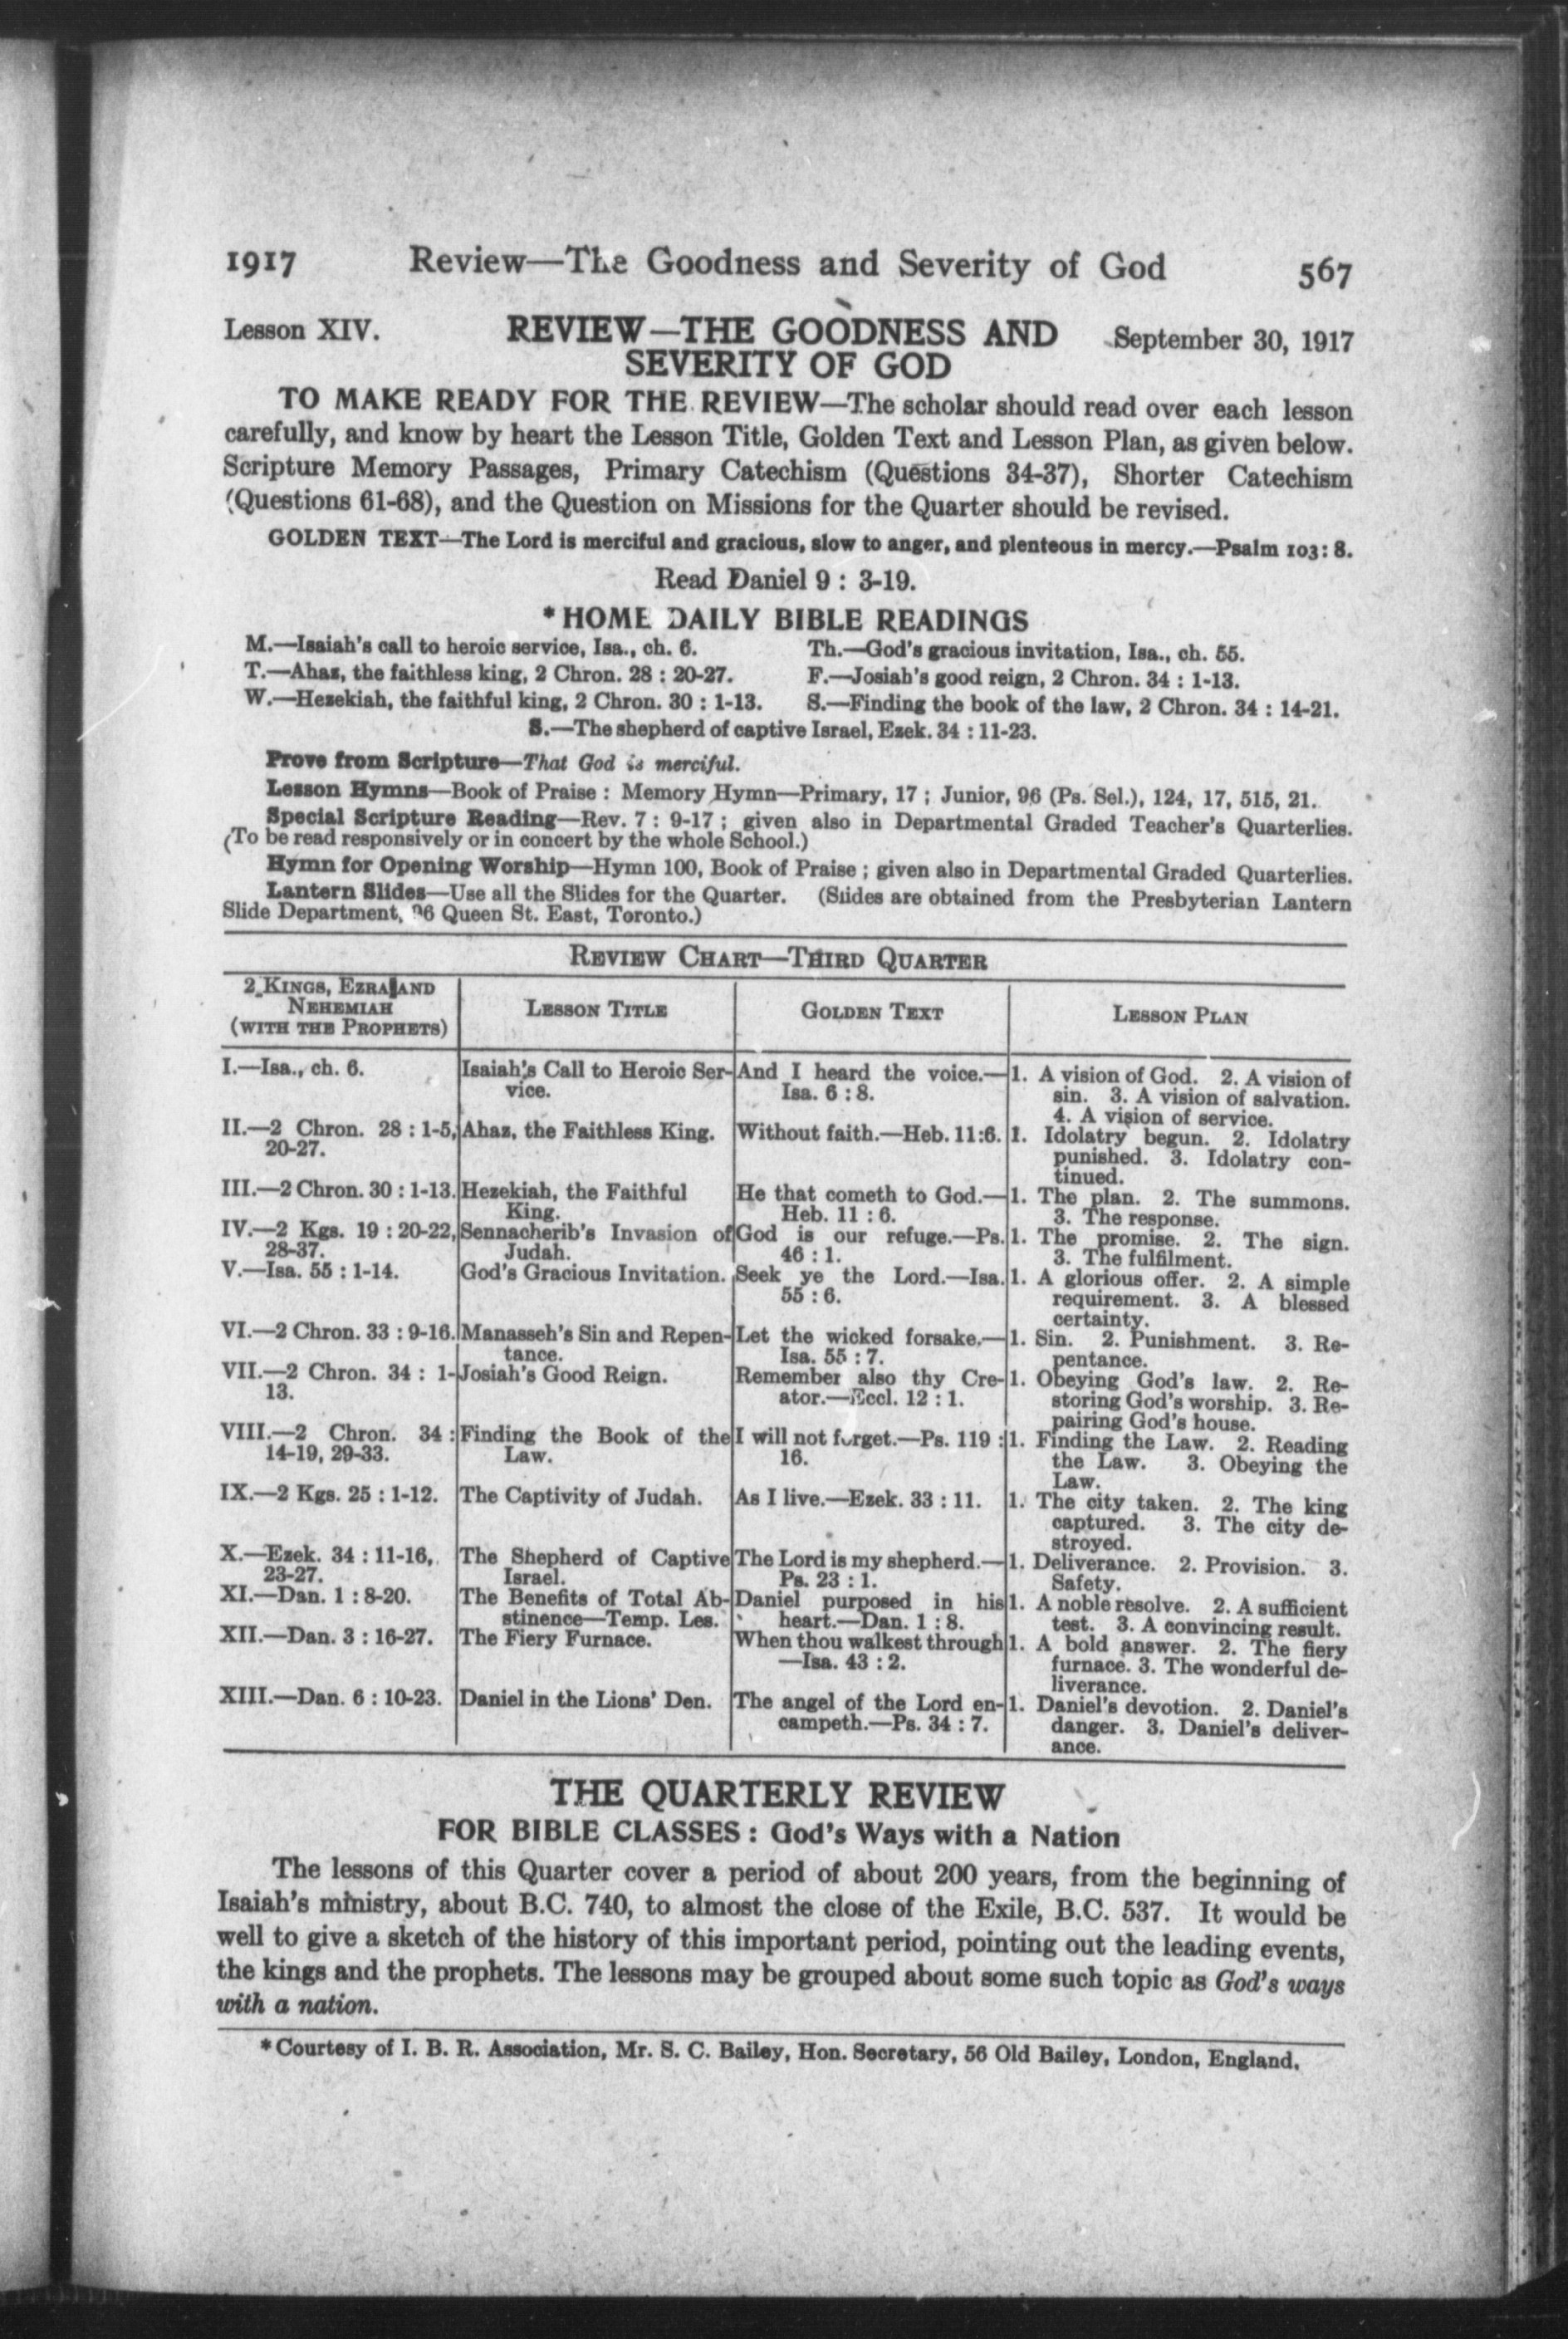 1917 Review—The Goodness and Severity of God 567
Lesson XIV. REVIEW—THE GOODNESS AND September 30, 1917
SEVERITY OF GOD
TO MAKE READY FOR THE REVIEW—The scholar should read over each lesson
carefully, and know by heart the Lesson Title, Golden Text and Lesson Plan, as given below.
Scripture Memory Passages, Primary Catechism (Questions 34-37), Shorter Catechism
(Questions 61-68), and the Question on Missions for the Quarter should be revised.
GOLDEN TEXT—The Lord is merciful and gracious, slow to anger, and plenteous in mercy.—Psalm 103: 8.
Read Daniel 9 : 3-19.
*HOME DAILY BIBLE READINGS
M.—Isaiah's call to heroic service, Isa., ch. 6. Th.—God's gracious invitation, Isa., ch. 55.
T.—Ahaz, the faithless king, 2 Chron. 28 : 20-27. F.—Josiah's good reign, 2 Chron. 34 : 1-13.
W.—Hezekiah, the faithful king, 2 Chron. 30 : 1-13. S.—Finding the book of the law, 2 Chron. 34 : 14-21.
S.—The shepherd of captive Israel, Ezek. 34 : 11-23.
Prove from Scripture—That God is merciful.
Lesson Hymns—Book of Praise : Memory Hymn—Primary, 17 ; Junior, 96 (Ps. Sel.), 124, 17, 515, 21.
Special Scripture Reading—Rev. 7 : 9-17 ; given also in Departmental Graded Teacher's Quarterlies.
(To be read responsively or in concert by the whole School.)
Hymn for Opening Worship—Hymn 100, Book of Praise ; given also in Departmental Graded Quarterlies.
Lantern Slides—Use all the Slides for the Quarter. (Slides are obtained from the Presbyterian Lantern
Slide Department, Queen St. East, Toronto.)
REVIEW CHART—THIRD QUARTER
2 KINGS, EZRA AND
NEHEMIAH
(WITH THE PROPHETS)
LESSON TITLE
GOLDEN TEXT
LESSON PLAN
I.—Isa., ch. 6.
Isaiah's Call to Heroic Ser-
vice.
And I heard the voice.—
Isa. 6 : 8.
1. A vision of God. 2. A vision of
sin. 3. A vision of salvation.
4. A vision of service.
II.—2 Chron. 28 : 1-5,
20-27.
Ahaz, the Faithless King.
Without faith.—Heb. 11:6.
1. Idolatry begun. 2. Idolatry
punished. 3. Idolatry con-
tinued.
III.—2 Chron. 30 : 1-13.
Hezekiah, the Faithful
King.
He that cometh to God.—
Heb. 11 : 6.
1. The plan. 2. The summons.
3. The response.
IV.—2 Kgs. 19 : 20-22,
28-37.
Sennacherib's Invasion of
Judah.
God is our refuge.—Ps.
46 : 1.
1. The promise. 2. The sign.
3. The fulfilment.
V.—Isa. 55 : 1-14.
God's Gracious Invitation.
Seek ye the Lord.—Isa.
55 : 6.
1. A glorious offer. 2. A simple
requirement. 3. A blessed
certainty.
VI.—2 Chron. 33 : 9-16.
Manasseh's Sin and Repen-
tance.
Let the wicked forsake.—
Isa. 55 : 7.
1. Sin. 2. Punishment. 3. Re-
pentance.
VII.—2 Chron. 34 : 1-
13.
Josiah's Good Reign.
Remember also thy Cre-
ator.—Eccl. 12 : 1.
1. Obeying God's law. 2. Re-
storing God's worship. 3. Re-
pairing God's house.
VIII.—2 Chron. 34 :
14-19, 29-33.
Finding the Book of the
Law.
I will not forget.—Ps. 119 :
16.
1. Finding the Law. 2. Reading
the Law. 3. Obeying the
Law.
IX.—2 Kgs. 25 : 1-12.
The Captivity of Judah.
As I live.—Ezek. 33 : 11.
1. The city taken. 2. The king
captured. 3. The city de-
stroyed.
X.—Ezek. 34 : 11-16,
23-27.
The Shepherd of Captive
Israel.
The Lord is my shepherd.—
Ps. 23 : 1.
1. Deliverance. 2. Provision. 3.
Safety.
XI.—Dan. 1 : 8-20.
The Benefits of Total Ab-
stinence—Temp. Les.
Daniel purposed in his
heart.—Dan. 1 : 8.
1. A noble resolve. 2. A sufficient
test. 3. A convincing result.
XII.—Dan. 3 : 16-27.
The Fiery Furnace.
When thou walkest through
—Isa. 43 : 2.
1. A bold answer. 2. The fiery
furnace. 3. The wonderful de-
liverance.
XIII.—Dan. 6 : 10-23.
Daniel in the Lions' Den.
The angel of the Lord en-
campeth.—Ps. 34 : 7.
1. Daniel's devotion. 2. Daniel's
danger. 3. Daniel's deliver-
ance.
THE QUARTERLY REVIEW
FOR BIBLE CLASSES : God's Ways with a Nation
The lessons of this Quarter cover a period of about 200 years, from the beginning of
Isaiah's ministry, about B.C. 740, to almost the close of the Exile, B.C. 537. It would be
well to give a sketch of the history of this important period, pointing out the leading events,
the kings and the prophets. The lessons may be grouped about some such topic as God's ways
with a nation.
*Courtesy of I. B. R. Association, Mr. S. C. Bailey, Hon. Secretary, 56 Old Bailey, London, England.